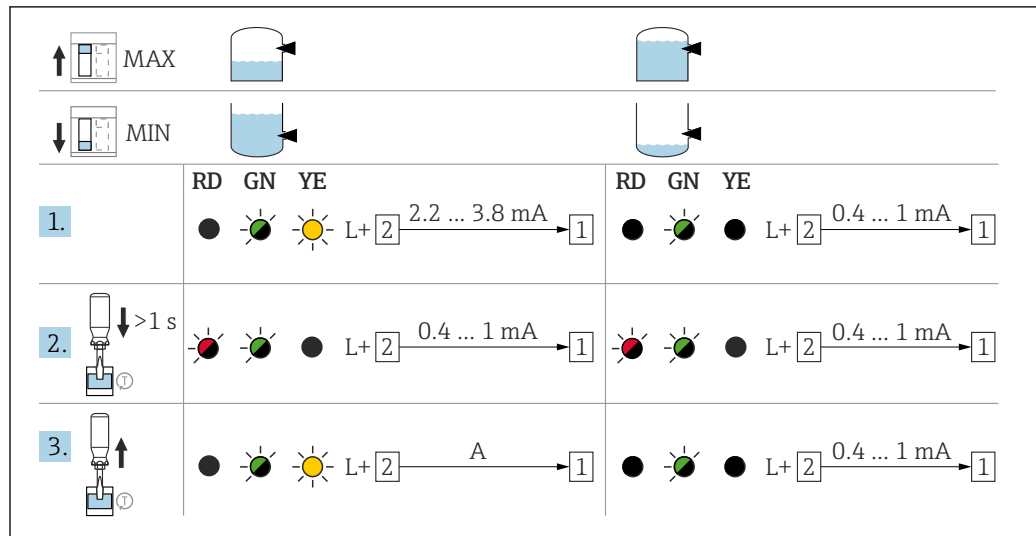 MAX
MIN
RD GN YE RD GN YE
1. L+ 2 2.2 ... 3.8 mA 1 L+ 2 0.4 ... 1 mA 1
2. >1 s T L+ 2 0.4 ... 1 mA 1 L+ 2 0.4 ... 1 mA 1
3. T L+ 2 A 1 L+ 2 0.4 ... 1 mA 1